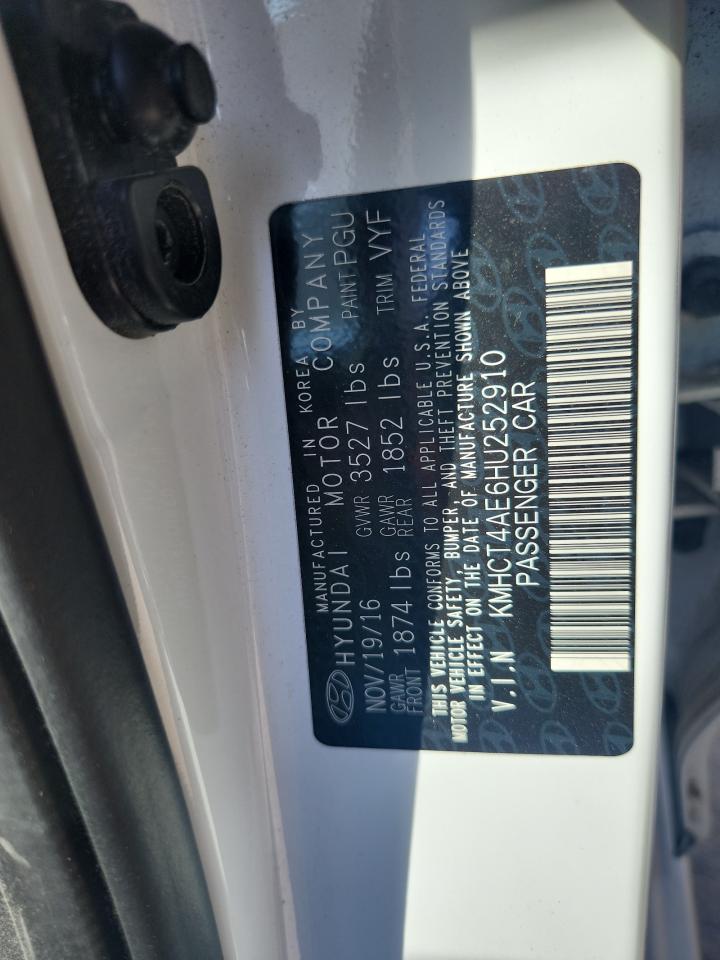 MANUFACTURED IN KOREA BY
HYUNDAI MOTOR COMPANY
NOV/19/16 GVWR 3527 lbs PAINT PGU
GAWR FRONT 1874 lbs GAWR REAR 1852 lbs TRIM VYF
THIS VEHICLE CONFORMS TO ALL APPLICABLE U.S.A. FEDERAL
MOTOR VEHICLE SAFETY, BUMPER, AND THEFT PREVENTION STANDARDS
IN EFFECT ON THE DATE OF MANUFACTURE SHOWN ABOVE
V.I.N KMHCT4AE6HU252910
PASSENGER CAR